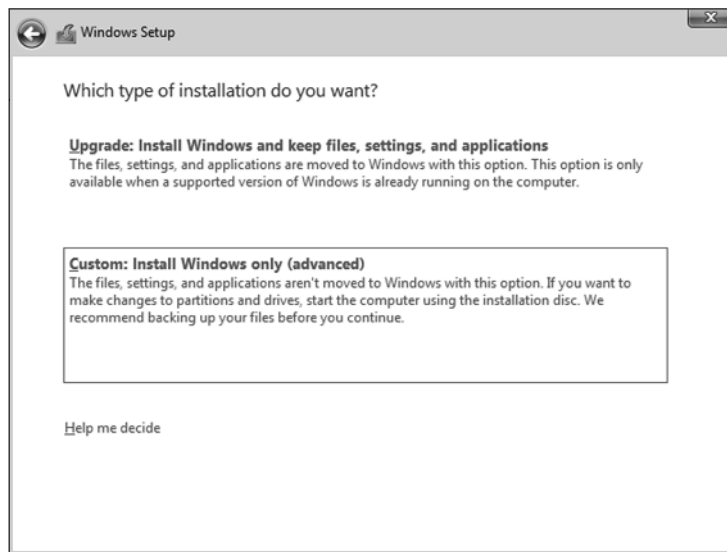 Windows Setup
Which type of installation do you want?
Upgrade: Install Windows and keep files, settings, and applications
The files, settings, and applications are moved to Windows with this option. This option is only
available when a supported version of Windows is already running on the computer.
Custom: Install Windows only (advanced)
The files, settings, and applications aren't moved to Windows with this option. If you want to
make changes to partitions and drives, start the computer using the installation disc. We
recommend backing up your files before you continue.
Help me decide